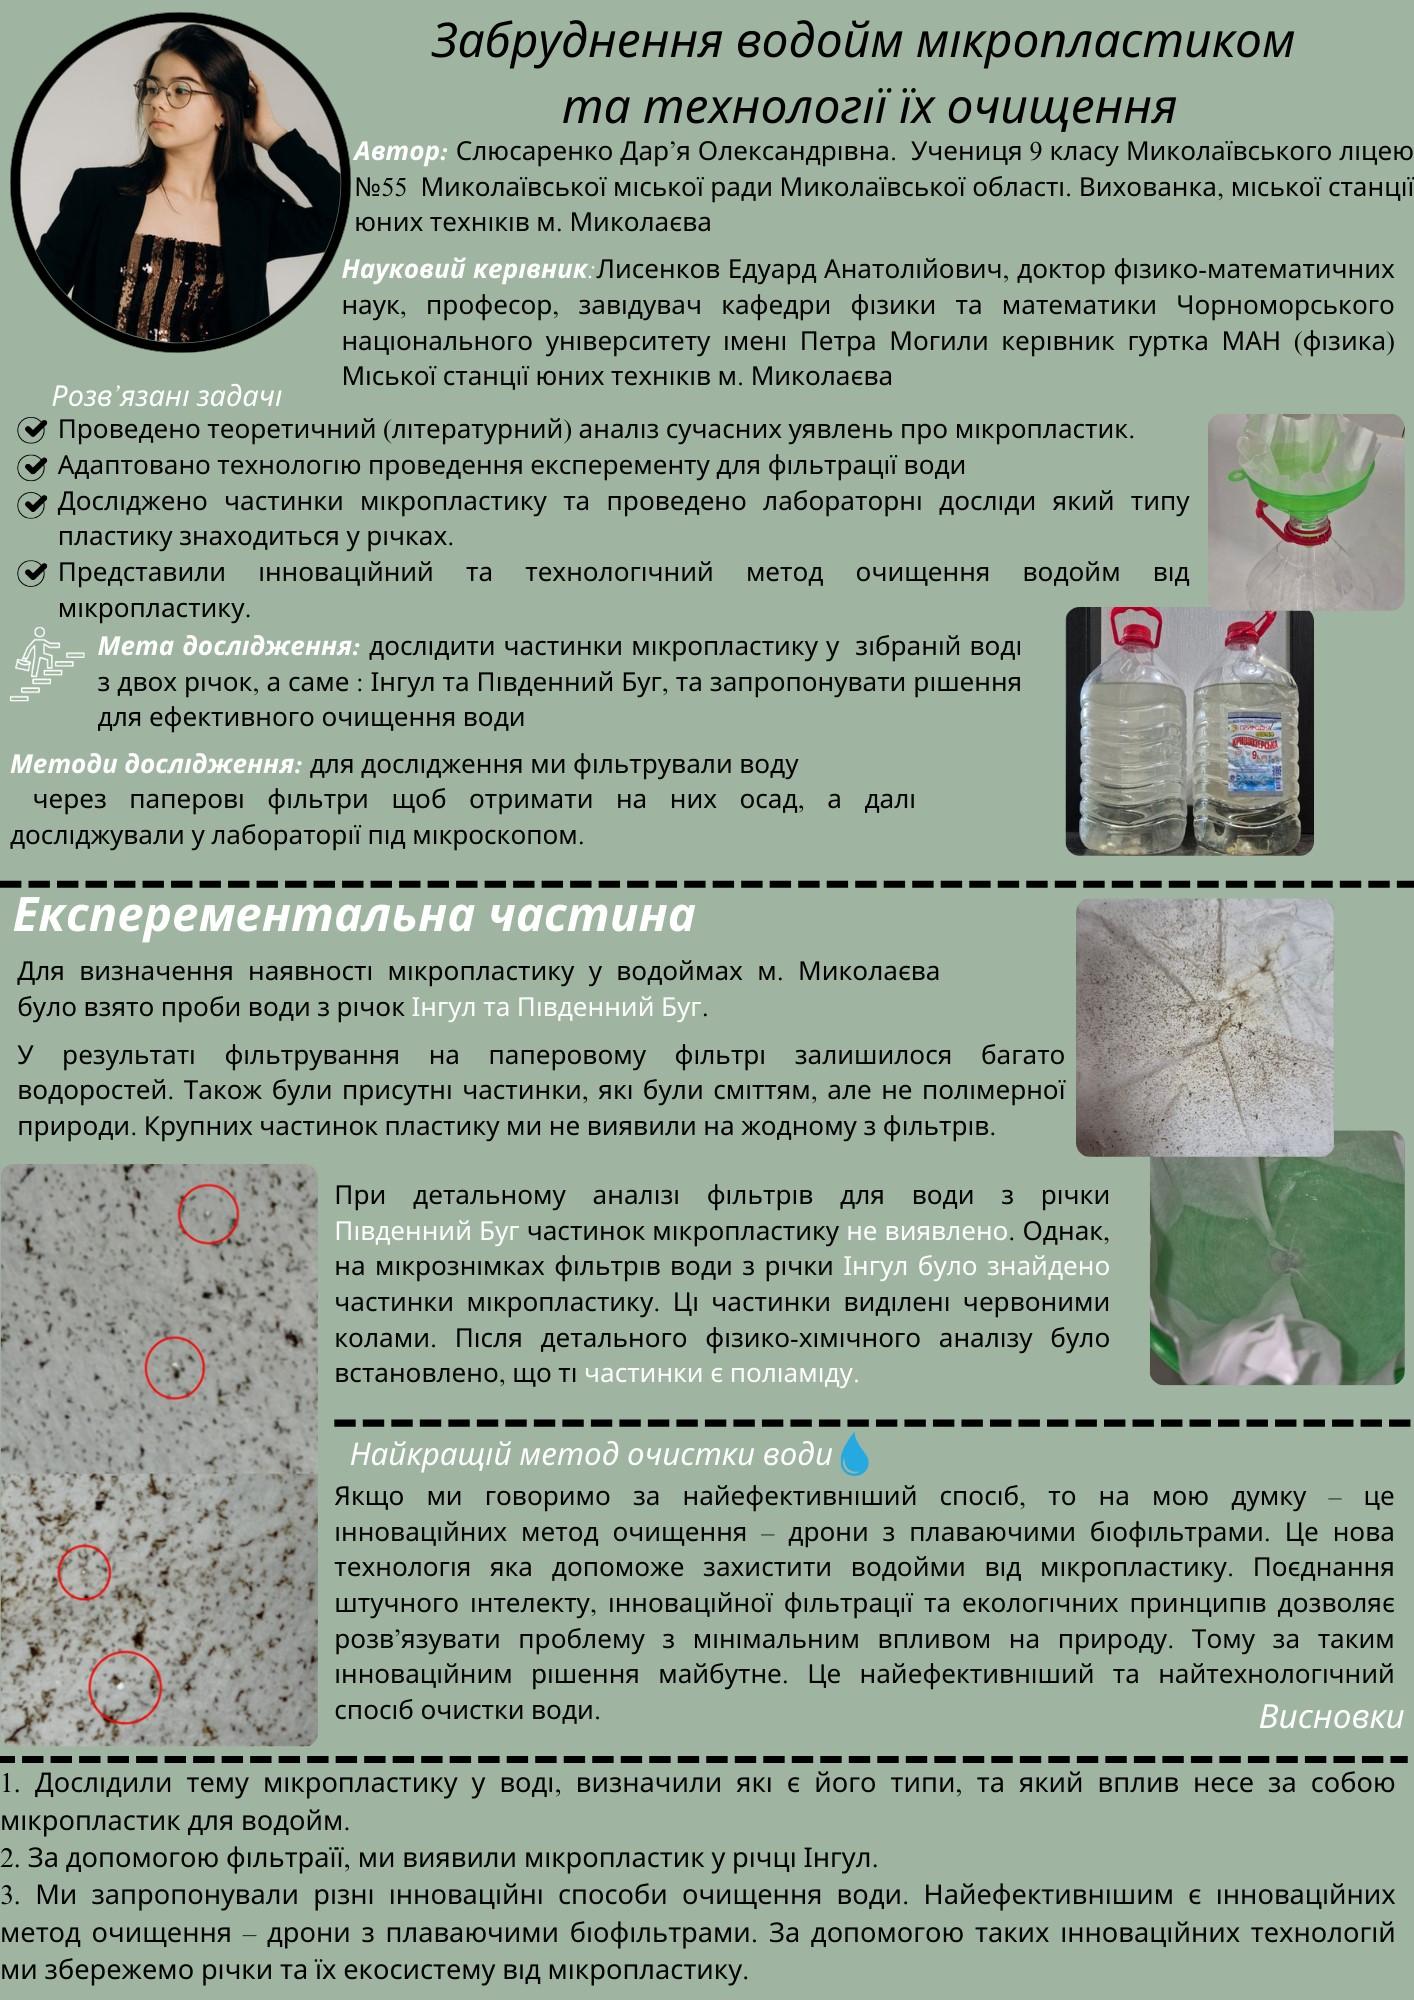 Забруднення водойм мікропластиком
та технології їх очищення
Автор: Слюсаренко Дар’я Олександрівна. Учениця 9 класу Миколаївського ліцею
№55 Миколаївської міської ради Миколаївської області. Вихованка, міської станції
юних техніків м. Миколаєва
Науковий керівник:Лисенков Едуард Анатолійович, доктор фізико-математичних
наук, професор, завідувач кафедри фізики та математики Чорноморського
національного університету імені Петра Могили керівник гуртка МАН (фізика)
Міської станції юних техніків м. Миколаєва
Розв’язані задачі
Проведено теоретичний (літературний) аналіз сучасних уявлень про мікропластик.
Адаптовано технологію проведення експеременту для фільтрації води
Досліджено частинки мікропластику та проведено лабораторні досліди який типу
пластику знаходиться у річках.
Представили інноваційний та технологічний метод очищення водойм від
мікропластику.
Мета дослідження: дослідити частинки мікропластику у зібраній воді
з двох річок, а саме : Інгул та Південний Буг, та запропонувати рішення
для ефективного очищення води
Методи дослідження: для дослідження ми фільтрували воду
через паперові фільтри щоб отримати на них осад, а далі
досліджували у лабораторії під мікроскопом.
Експерементальна частина
Для визначення наявності мікропластику у водоймах м. Миколаєва
було взято проби води з річок Інгул та Південний Буг.
У результаті фільтрування на паперовому фільтрі залишилося багато
водоростей. Також були присутні частинки, які були сміттям, але не полімерної
природи. Крупних частинок пластику ми не виявили на жодному з фільтрів.
При детальному аналізі фільтрів для води з річки
Південний Буг частинок мікропластику не виявлено. Однак,
на мікрознімках фільтрів води з річки Інгул було знайдено
частинки мікропластику. Ці частинки виділені червоними
колами. Після детального фізико-хімічного аналізу було
встановлено, що ті частинки є поліаміду.
Найкращій метод очистки води
Якщо ми говоримо за найефективніший спосіб, то на мою думку – це
інноваційних метод очищення – дрони з плаваючими біофільтрами. Це нова
технологія яка допоможе захистити водойми від мікропластику. Поєднання
штучного інтелекту, інноваційної фільтрації та екологічних принципів дозволяє
розв’язувати проблему з мінімальним впливом на природу. Тому за таким
інноваційним рішення майбутне. Це найефективніший та найтехнологічний
спосіб очистки води.
Висновки
1. Дослідили тему мікропластику у воді, визначили які є його типи, та який вплив несе за собою
мікропластик для водойм.
2. За допомогою фільтраїї, ми виявили мікропластик у річці Інгул.
3. Ми запропонували різні інноваційні способи очищення води. Найефективнішим є інноваційних
метод очищення – дрони з плаваючими біофільтрами. За допомогою таких інноваційних технологій
ми збережемо річки та їх екосистему від мікропластику.